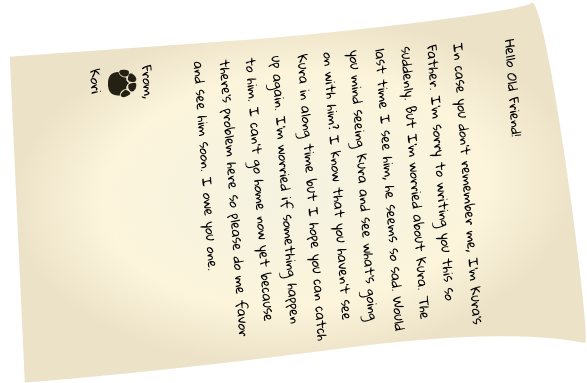 Hello Old Friend!
In case you don't remember me, I'm Kura's
Father. I'm sorry to writing you this so
suddenly. But I'm worried about Kura. The
last time I see him, he seems so sad. Would
you mind seeing Kura and see what's going
on with him? I know that you haven't see
Kura in along time but I hope you can catch
up again. I'm worried if something happen
to him. I can't go home now yet because
there's problem here so please do me favor
and see him soon. I owe you one.
From,
Kori